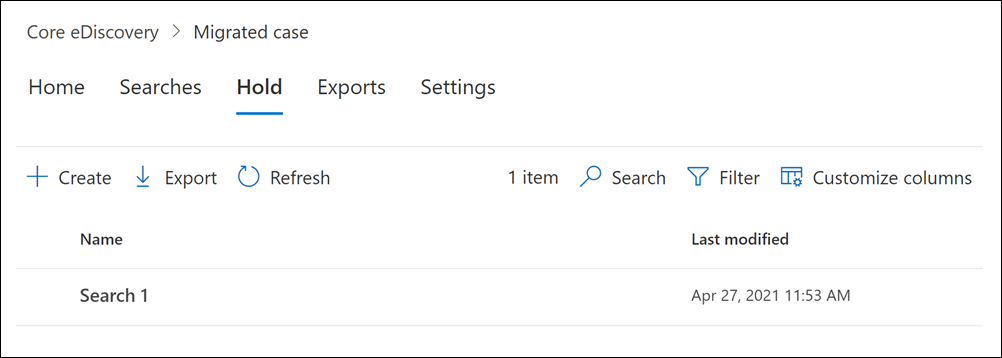 Core eDiscovery > Migrated case
Home Searches Hold Exports Settings
Create Export Refresh 1 item Search Filter Customize columns
Name Last modified
Search 1 Apr 27, 2021 11:53 AM